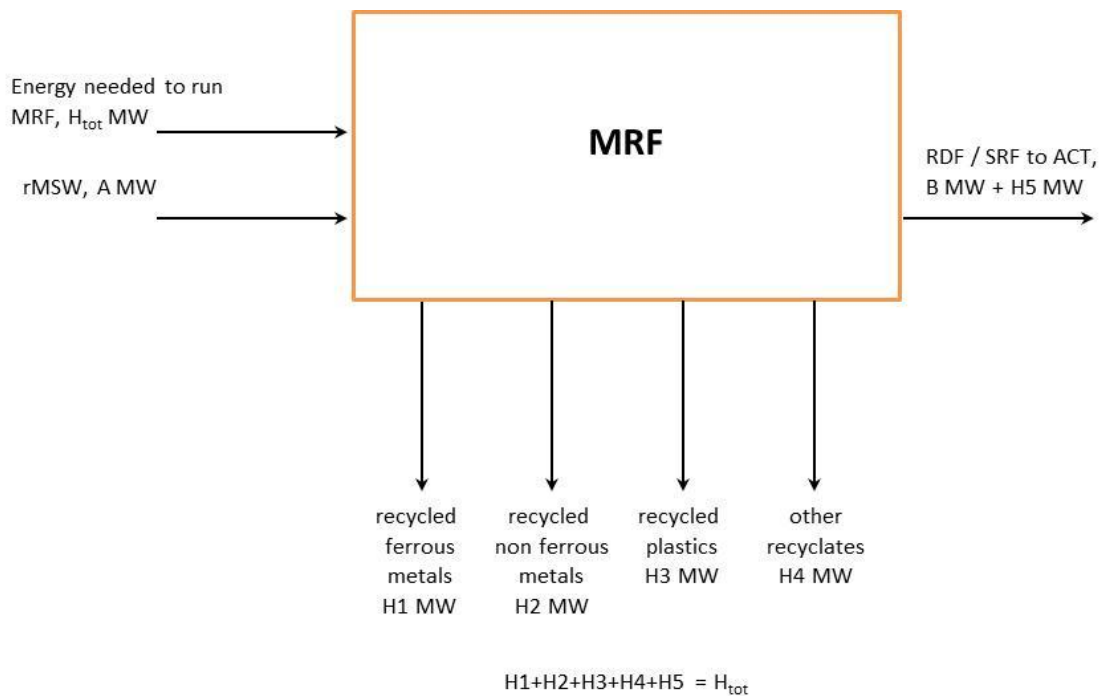 Energy needed to run
MRF, Htot MW
rMSW, A MW
MRF
RDF / SRF to ACT,
B MW + H5 MW
recycled
ferrous
metals
H1 MW
recycled
non ferrous
metals
H2 MW
recycled
plastics
H3 MW
other
recyclates
H4 MW
H1+H2+H3+H4+H5 = Htot